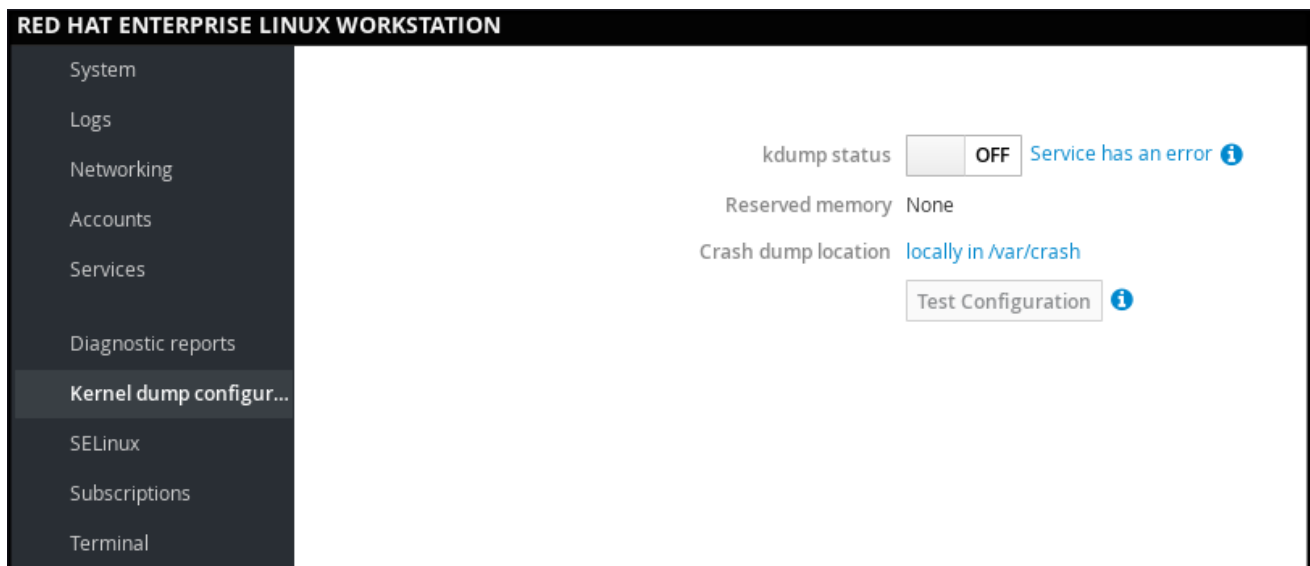 RED HAT ENTERPRISE LINUX WORKSTATION
System
Logs
Networking
Accounts
Services
Diagnostic reports
Kernel dump configur...
SELinux
Subscriptions
Terminal
kdump status OFF Service has an error
Reserved memory None
Crash dump location locally in /var/crash
Test Configuration